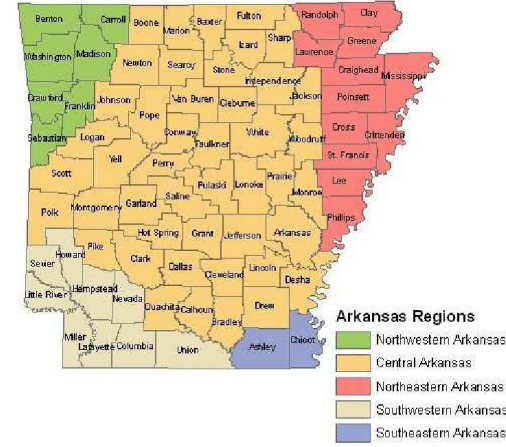 Benton
Carroll
Boone
Marion
Baxter
Fulton
Randolph
Clay
Izard
Sharp
Lawrence
Greene
Washington
Madison
Newton
Searcy
Stone
Independence
Craighead
Mississippi
Crawford
Franklin
Johnson
Van Buren
Cleburne
Jackson
Poinsett
Pope
Sebastian
Logan
Conway
Faulkner
White
Woodruff
Cross
Crittenden
Yell
Perry
St. Francis
Scott
Pulaski
Lonoke
Prairie
Monroe
Lee
Polk
Montgomery
Garland
Saline
Phillips
Hot Spring
Grant
Jefferson
Arkansas
Sevier
Howard
Pike
Clark
Dallas
Cleveland
Lincoln
Desha
Little River
Hempstead
Nevada
Ouachita
Calhoun
Bradley
Drew
Miller
Lafayette
Columbia
Union
Ashley
Chicot
Arkansas Regions
Northwestern Arkansas
Central Arkansas
Northeastern Arkansas
Southwestern Arkansas
Southeastern Arkansas